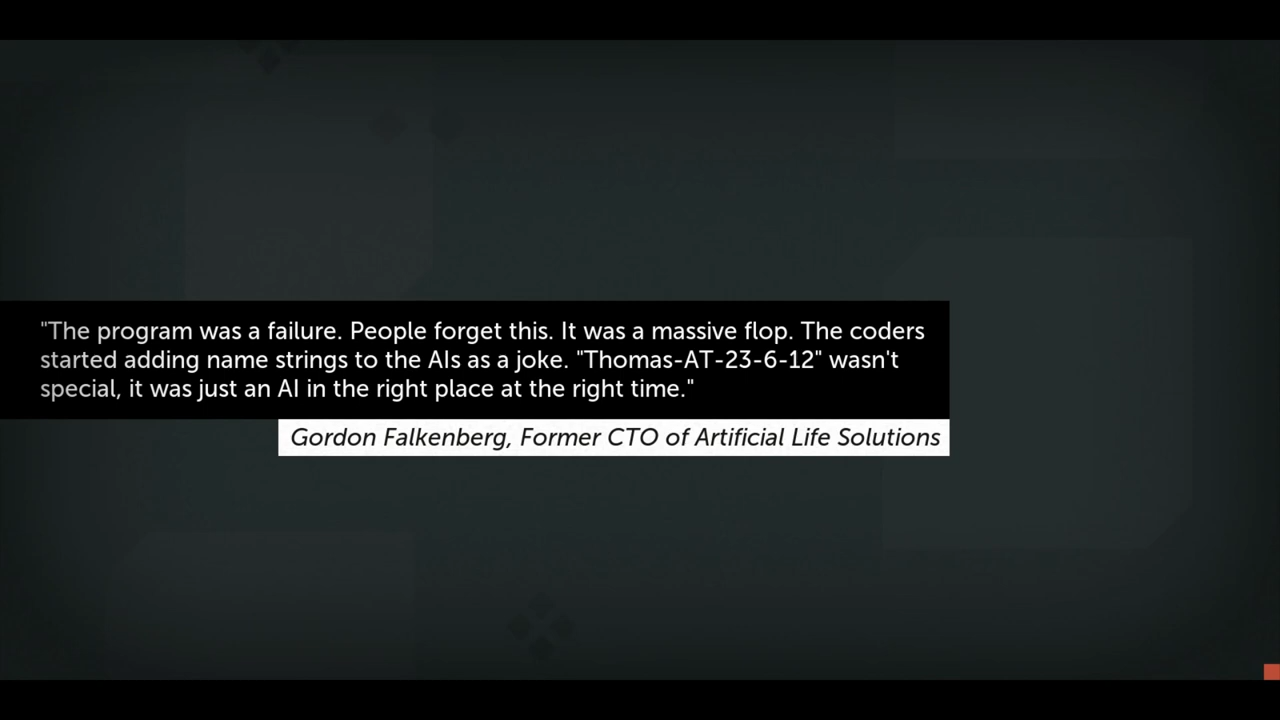 "The program was a failure. People forget this. It was a massive flop. The coders
started adding name strings to the AIs as a joke. "Thomas-AT-23-6-12" wasn't
special, it was just an AI in the right place at the right time."
Gordon Falkenberg, Former CTO of Artificial Life Solutions